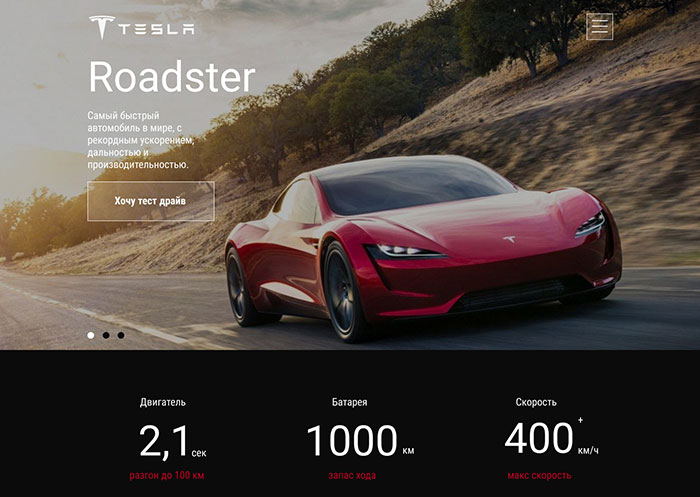 TESLA
Roadster
Самый быстрый
автомобиль в мире, с
рекордным ускорением,
дальностью и
производительностью.
Хочу тест драйв
Двигатель
Батарея
Скорость
2,1 сек
1000 км
400+ км/ч
разгон до 100 км
запас хода
макс скорость